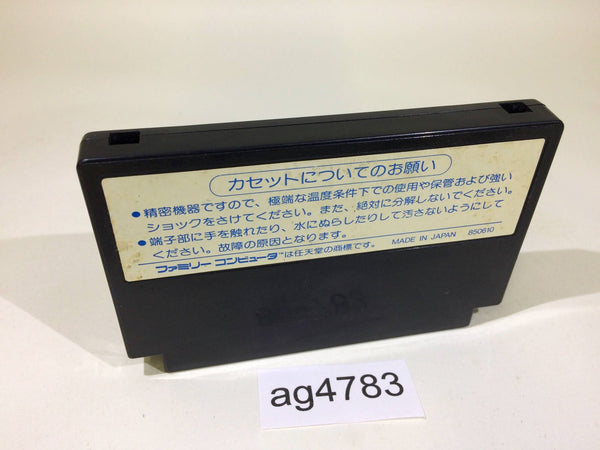 カセットについてのお願い
●精密機器ですので、極端な温度条件下での使用や保管および強い
ショックをさけてください。また、絶対に分解しないでください。
●端子部に手を触れたり、水にぬらしたりして汚さないようにして
ください。故障の原因となります。
ファミリー コンピュータ™は任天堂の商標です。 MADE IN JAPAN 850610
ag4783